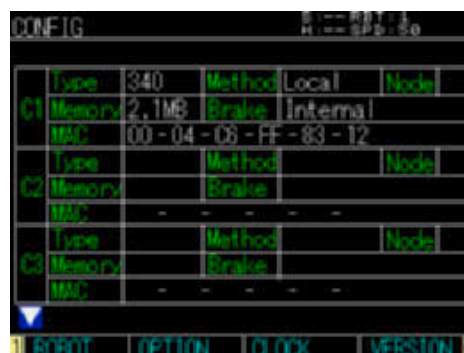 CONFIG
SPD: 50
Type 340 Method Local Node
C1 Memory 2.1MB Brake Internal
MAC 00 - 04 - C6 - FF - 83 - 12
Type Method Node
C2 Memory Brake
MAC - - - - -
Type Method Node
C3 Memory Brake
MAC - - - - -
1 ROBOT OPTION CLOCK VERSION